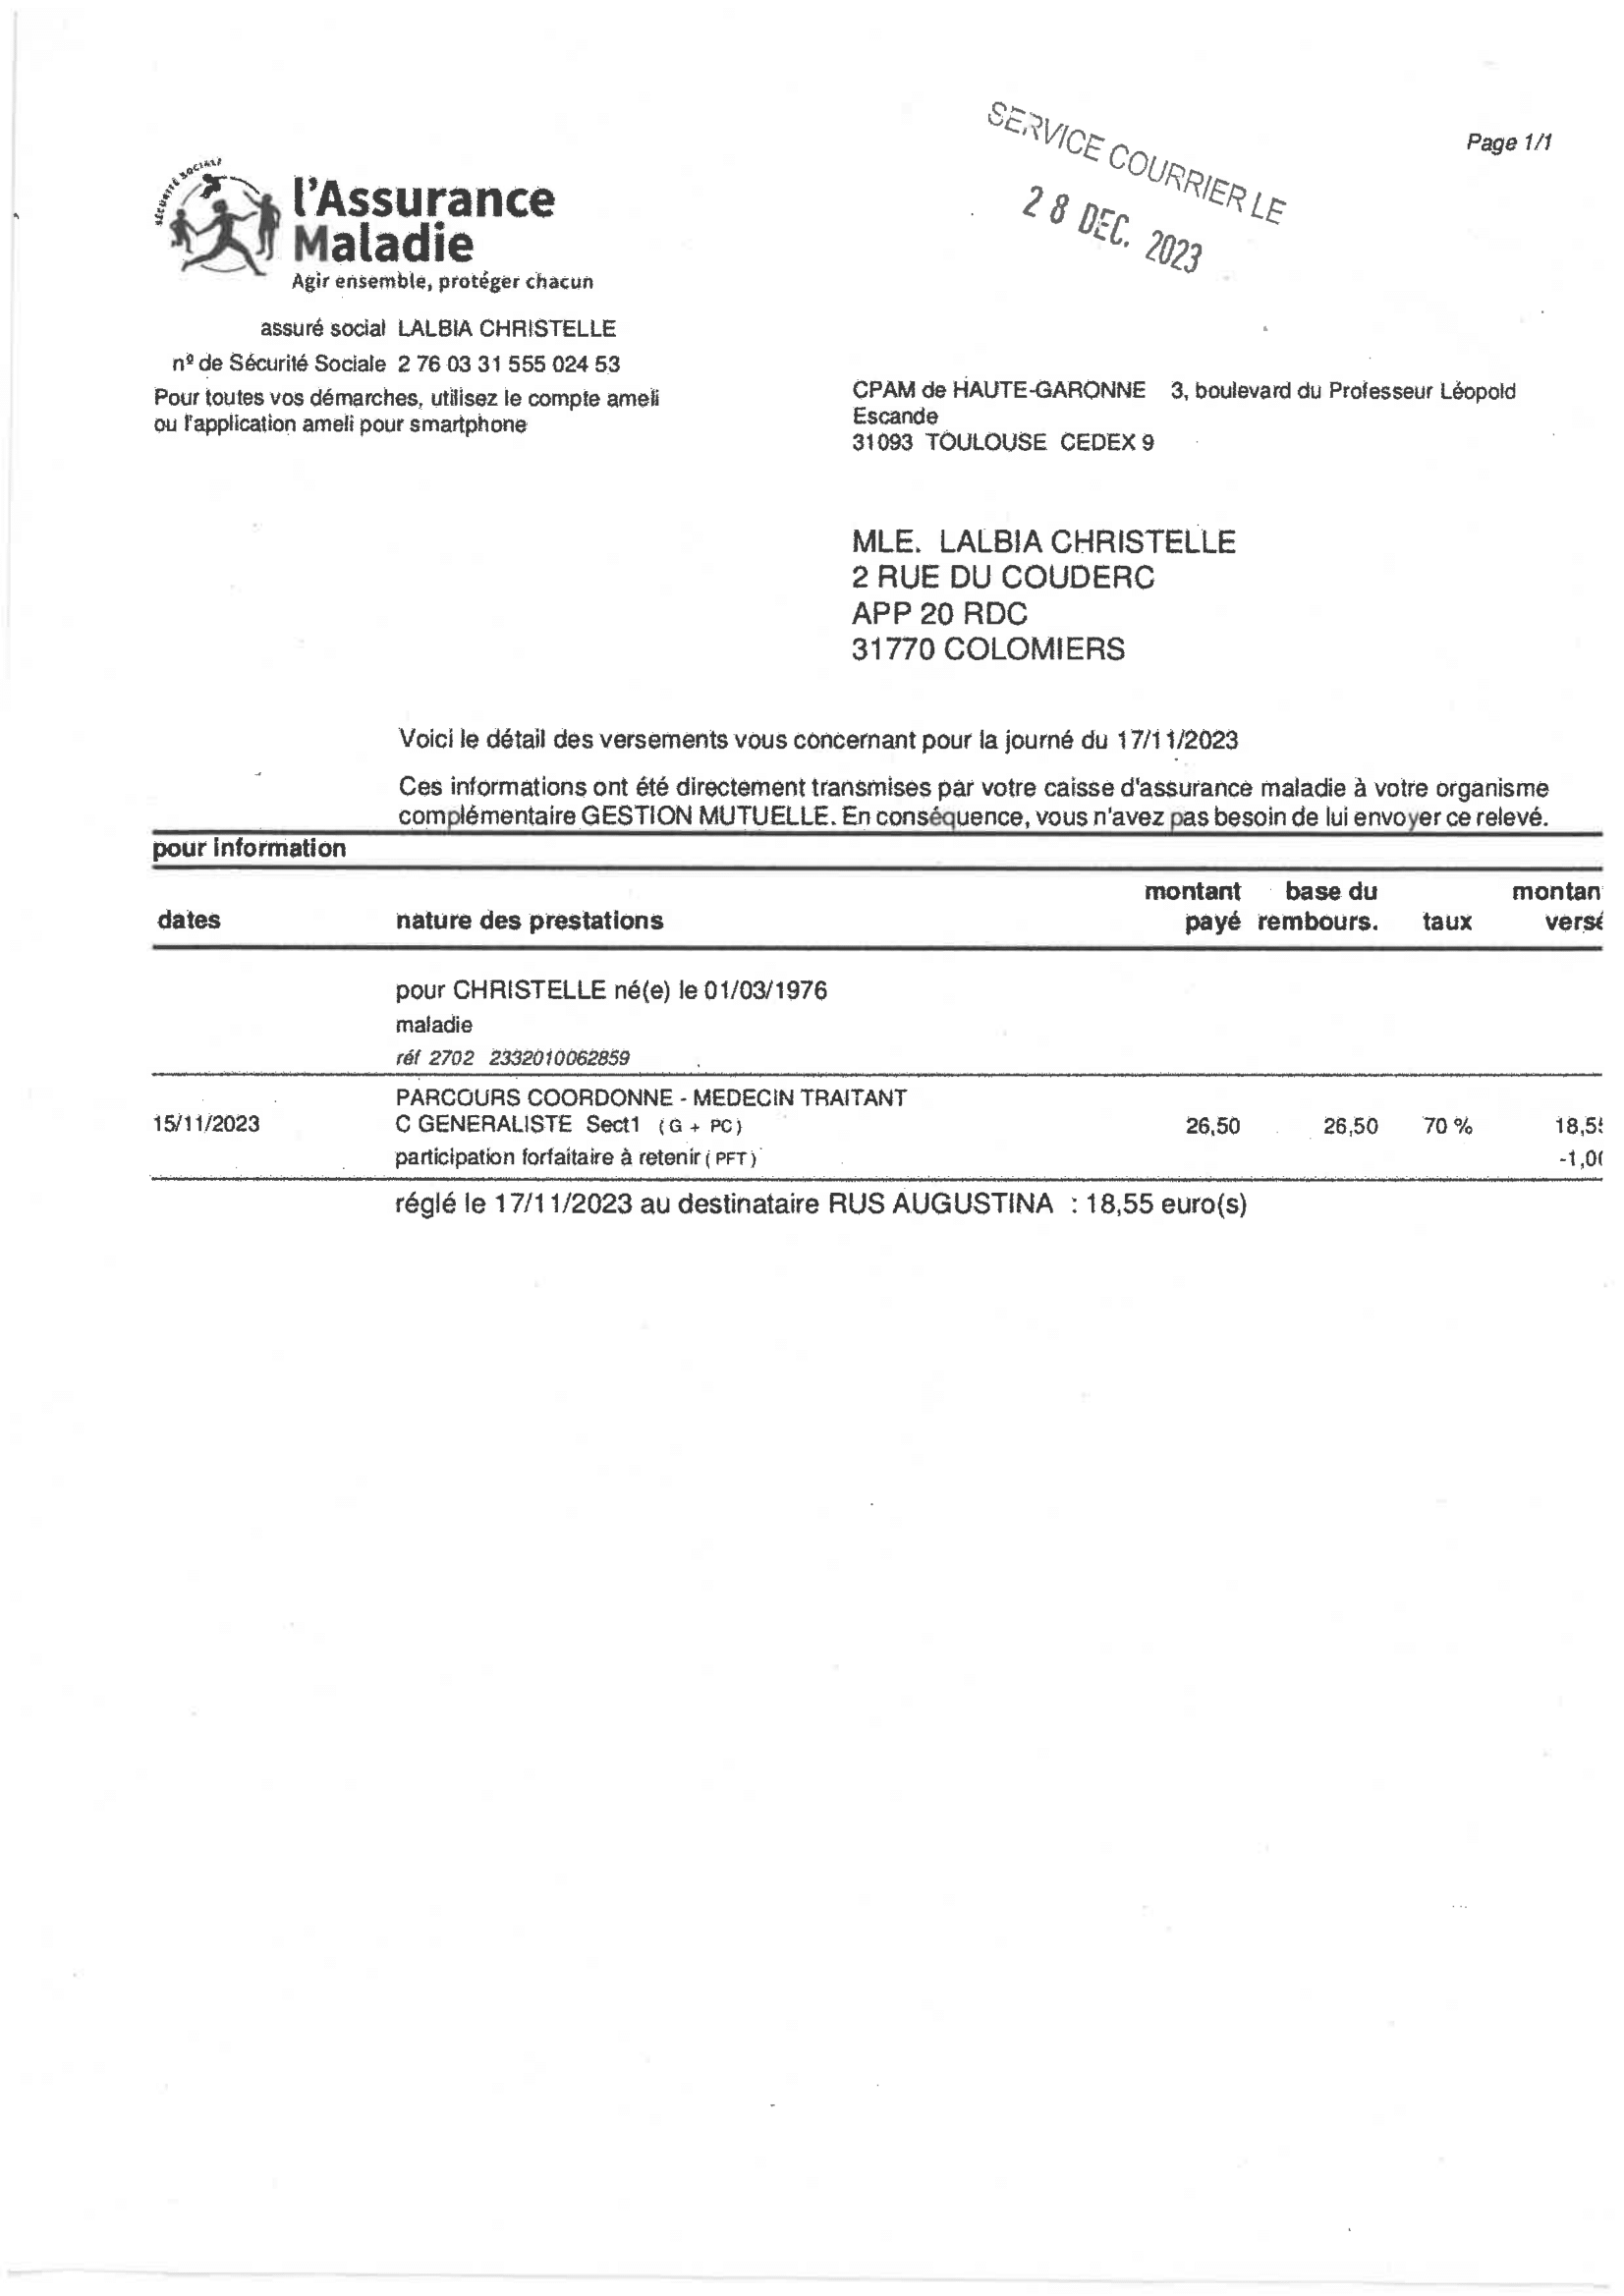 Page 1/1
SERVICE COURRIER LE
28 DEC. 2023
SÉCURITÉ SOCIALE
l'Assurance
Maladie
Agir ensemble, protéger chacun
assuré social LALBIA CHRISTELLE
nº de Sécurité Sociale 2 76 03 31 555 024 53
Pour toutes vos démarches, utilisez le compte ameli
ou l'application ameli pour smartphone
CPAM de HAUTE-GARONNE 3, boulevard du Professeur Léopold
Escande
31093 TOULOUSE CEDEX 9
MLE. LALBIA CHRISTELLE
2 RUE DU COUDERC
APP 20 RDC
31770 COLOMIERS
Voici le détail des versements vous concernant pour la journé du 17/11/2023
Ces informations ont été directement transmises par votre caisse d'assurance maladie à votre organisme
complémentaire GESTION MUTUELLE. En conséquence, vous n'avez pas besoin de lui envoyer ce relevé.
pour information
montant base du montan
dates nature des prestations payé rembours. taux versé
pour CHRISTELLE né(e) le 01/03/1976
maladie
réf 2702 2332010062859
PARCOURS COORDONNE - MEDECIN TRAITANT
15/11/2023 C GENERALISTE Sect1 (G + PC) 26,50 26,50 70 % 18,5
participation forfaitaire à retenir (PFT) -1,0
réglé le 17/11/2023 au destinataire RUS AUGUSTINA : 18,55 euro(s)